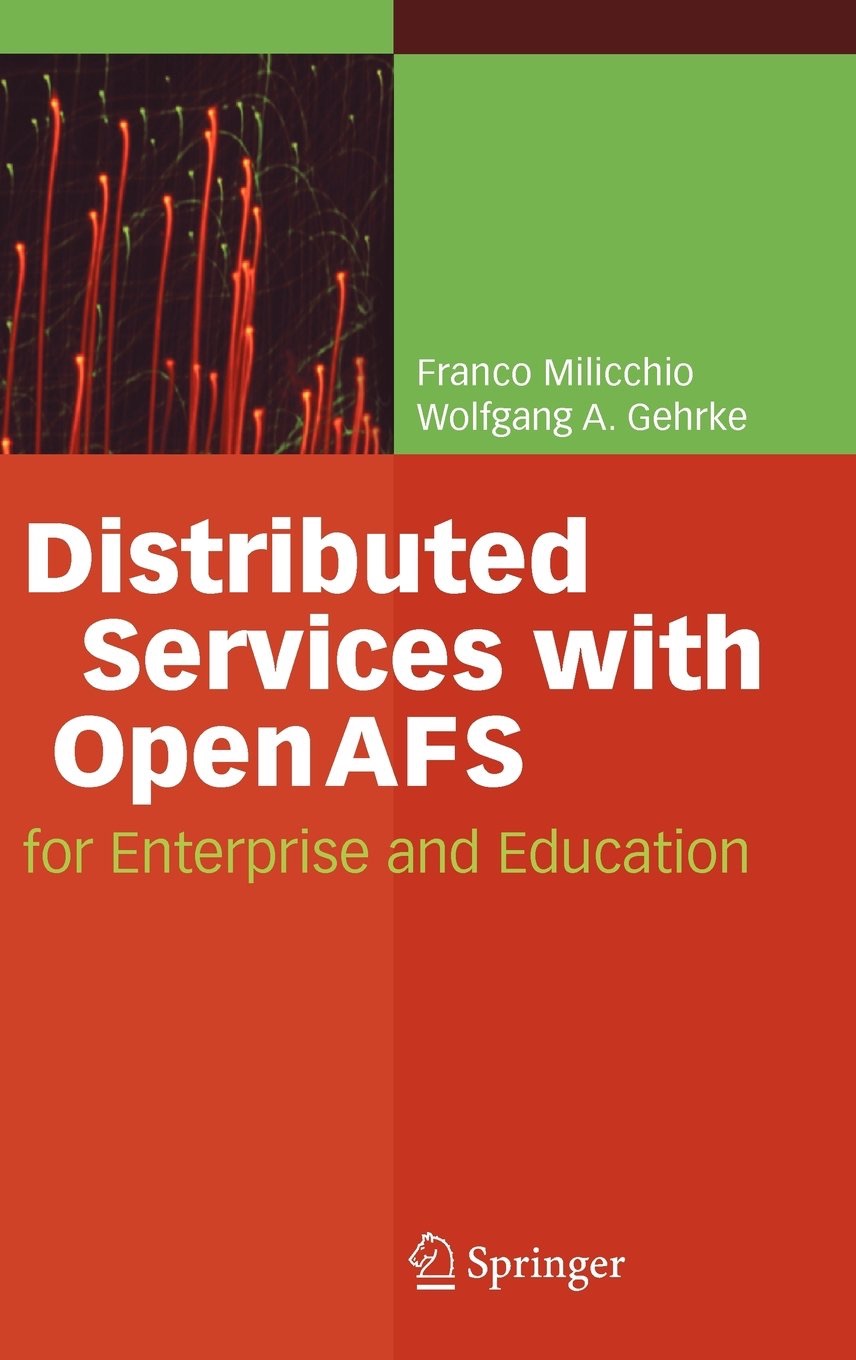 Franco Milicchio
Wolfgang A. Gehrke
Distributed
Services with
OpenAFS
for Enterprise and Education
Springer